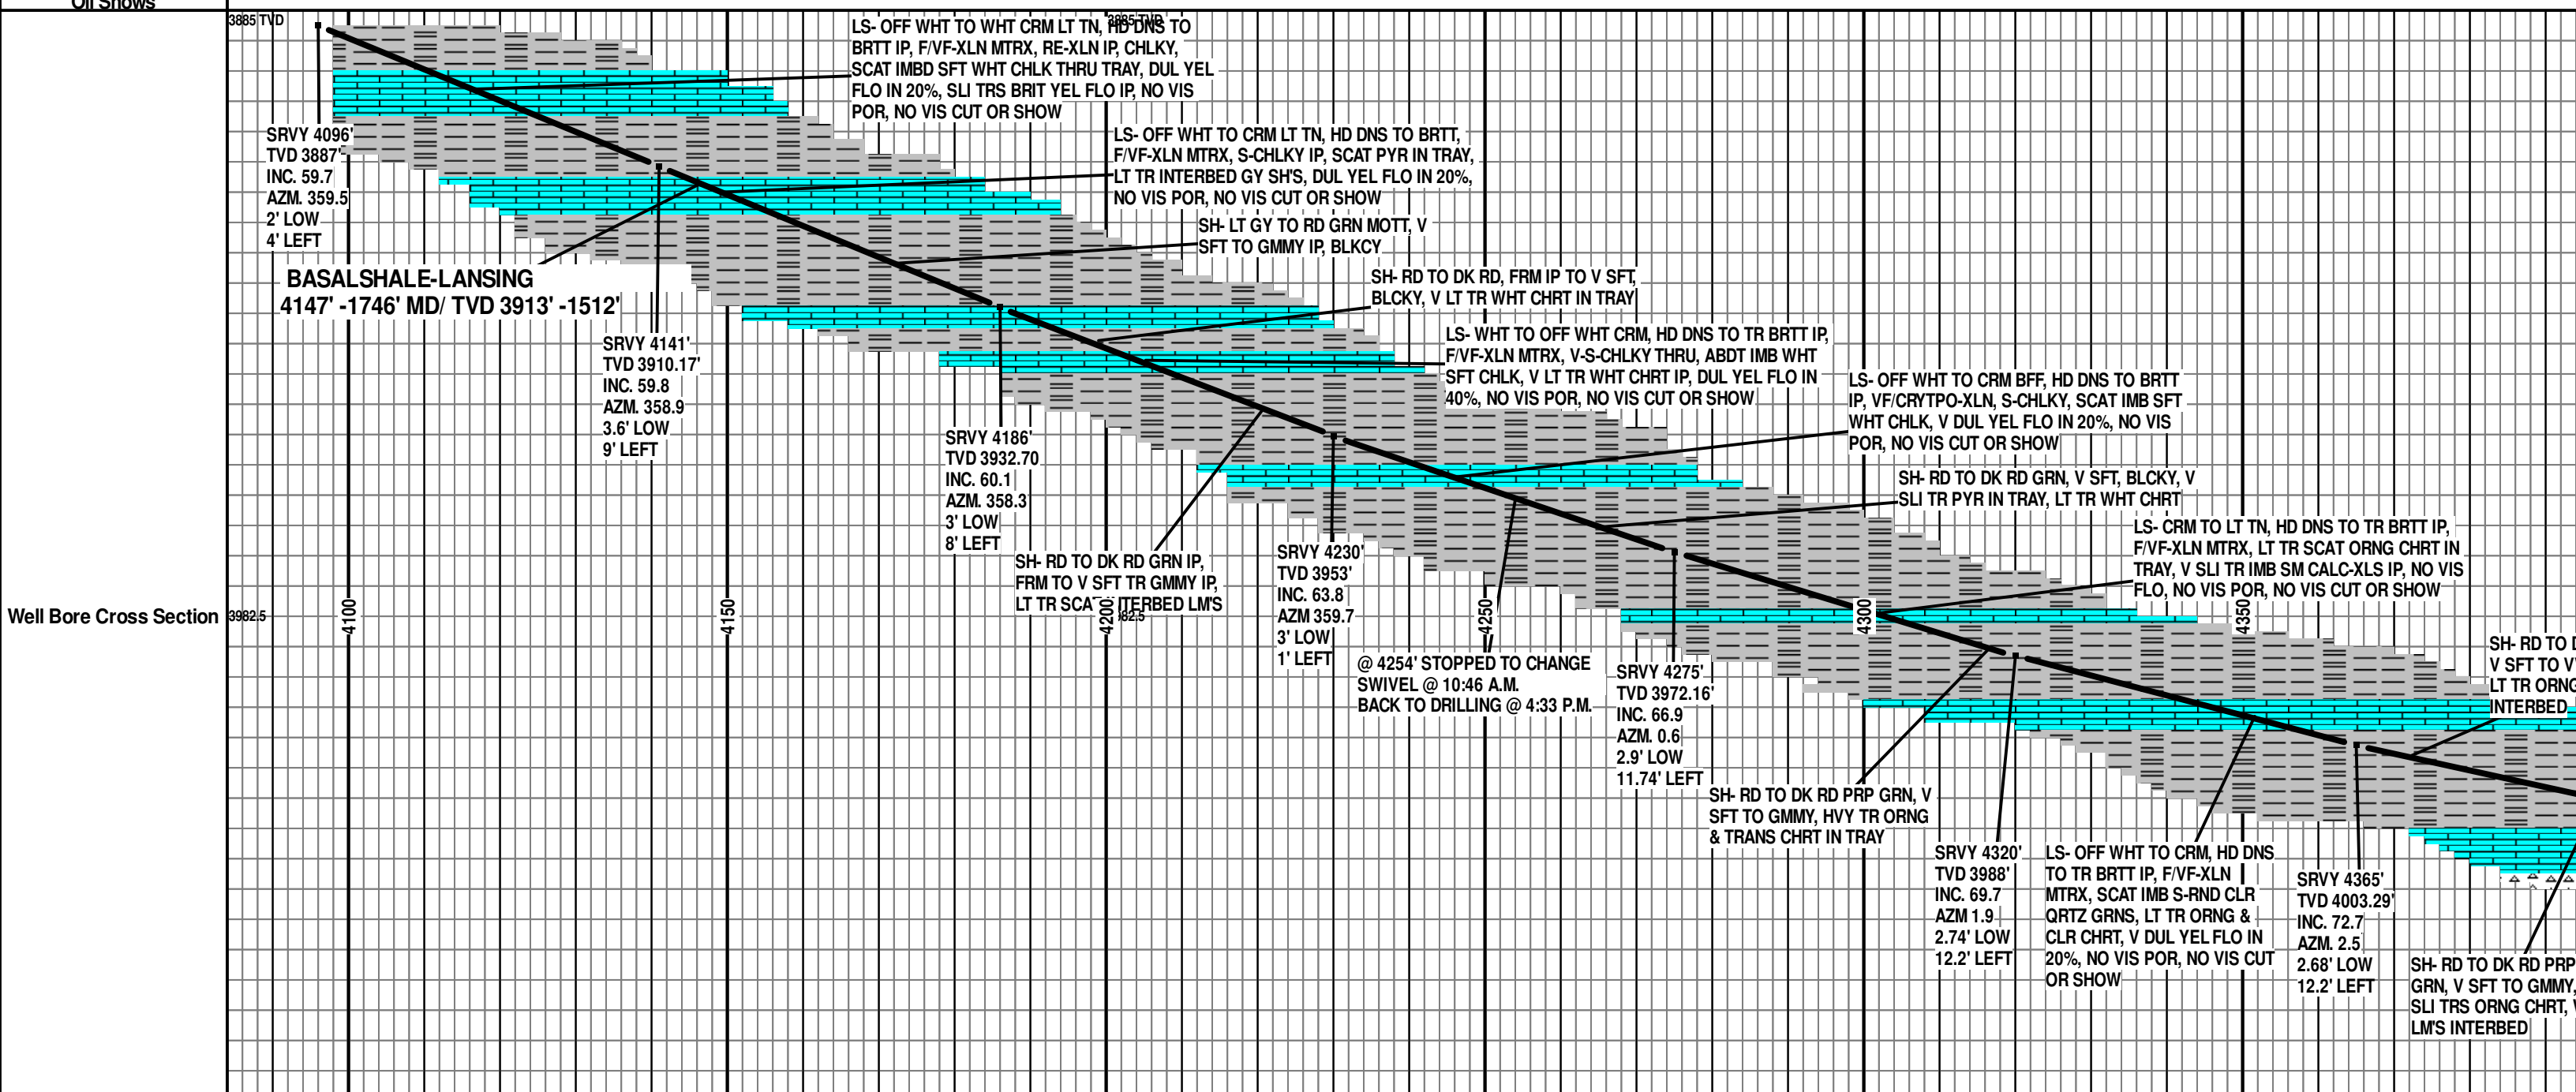 Oil Shows
3885 TVD
3885 TVD
LS- OFF WHT TO WHT CRM LT TN, HD DNS TO
BRTT IP, F/VF-XLN MTRX, RE-XLN IP, CHLKY,
SCAT IMBD SFT WHT CHLK THRU TRAY, DUL YEL
FLO IN 20%, SLI TRS BRIT YEL FLO IP, NO VIS
POR, NO VIS CUT OR SHOW
SRVY 4096'
TVD 3887'
INC. 59.7
AZM. 359.5
2' LOW
4' LEFT
LS- OFF WHT TO CRM LT TN, HD DNS TO BRTT,
F/VF-XLN MTRX, S-CHLKY IP, SCAT PYR IN TRAY,
LT TR INTERBED GY SH'S, DUL YEL FLO IN 20%,
NO VIS POR, NO VIS CUT OR SHOW
SH- LT GY TO RD GRN MOTT, V
SFT TO GMMY IP, BLKCY
BASALSHALE-LANSING
4147' -1746' MD/ TVD 3913' -1512'
SH- RD TO DK RD, FRM IP TO V SFT,
BLCKY, V LT TR WHT CHRT IN TRAY
SRVY 4141'
TVD 3910.17'
INC. 59.8
AZM. 358.9
3.6' LOW
9' LEFT
LS- WHT TO OFF WHT CRM, HD DNS TO TR BRTT IP,
F/VF-XLN MTRX, V-S-CHLKY THRU, ABDT IMB WHT
SFT CHLK, V LT TR WHT CHRT IP, DUL YEL FLO IN
40%, NO VIS POR, NO VIS CUT OR SHOW
LS- OFF WHT TO CRM BFF, HD DNS TO BRTT
IP, VF/CRYTPO-XLN, S-CHLKY, SCAT IMB SFT
WHT CHLK, V DUL YEL FLO IN 20%, NO VIS
POR, NO VIS CUT OR SHOW
SRVY 4186'
TVD 3932.70
INC. 60.1
AZM. 358.3
3' LOW
8' LEFT
SH- RD TO DK RD GRN, V SFT, BLCKY, V
SLI TR PYR IN TRAY, LT TR WHT CHRT
LS- CRM TO LT TN, HD DNS TO TR BRTT IP,
F/VF-XLN MTRX, LT TR SCAT ORNG CHRT IN
TRAY, V SLI TR IMB SM CALC-XLS IP, NO VIS
FLO, NO VIS POR, NO VIS CUT OR SHOW
SH- RD TO DK RD GRN IP,
FRM TO V SFT TR GMMY IP,
LT TR SCAT INTERBED LM'S
SRVY 4230'
TVD 3953'
INC. 63.8
AZM 359.7
3' LOW
1' LEFT
Well Bore Cross Section
3982.5
4100
4150
4200
4250
4300
4350
@ 4254' STOPPED TO CHANGE
SWIVEL @ 10:46 A.M.
BACK TO DRILLING @ 4:33 P.M.
SRVY 4275'
TVD 3972.16'
INC. 66.9
AZM. 0.6
2.9' LOW
11.74' LEFT
SH- RD TO
V SFT TO
LT TR ORNG
INTERBED
SH- RD TO DK RD PRP GRN, V
SFT TO GMMY, HVY TR ORNG
& TRANS CHRT IN TRAY
SRVY 4320'
TVD 3988'
INC. 69.7
AZM 1.9
2.74' LOW
12.2' LEFT
LS- OFF WHT TO CRM, HD DNS
TO TR BRTT IP, F/VF-XLN
MTRX, SCAT IMB S-RND CLR
QRTZ GRNS, LT TR ORNG &
CLR CHRT, V DUL YEL FLO IN
20%, NO VIS POR, NO VIS CUT
OR SHOW
SRVY 4365'
TVD 4003.29'
INC. 72.7
AZM. 2.5
2.68' LOW
12.2' LEFT
SH- RD TO DK RD PRP
GRN, V SFT TO GMMY,
SLI TRS ORNG CHRT,
LM'S INTERBED